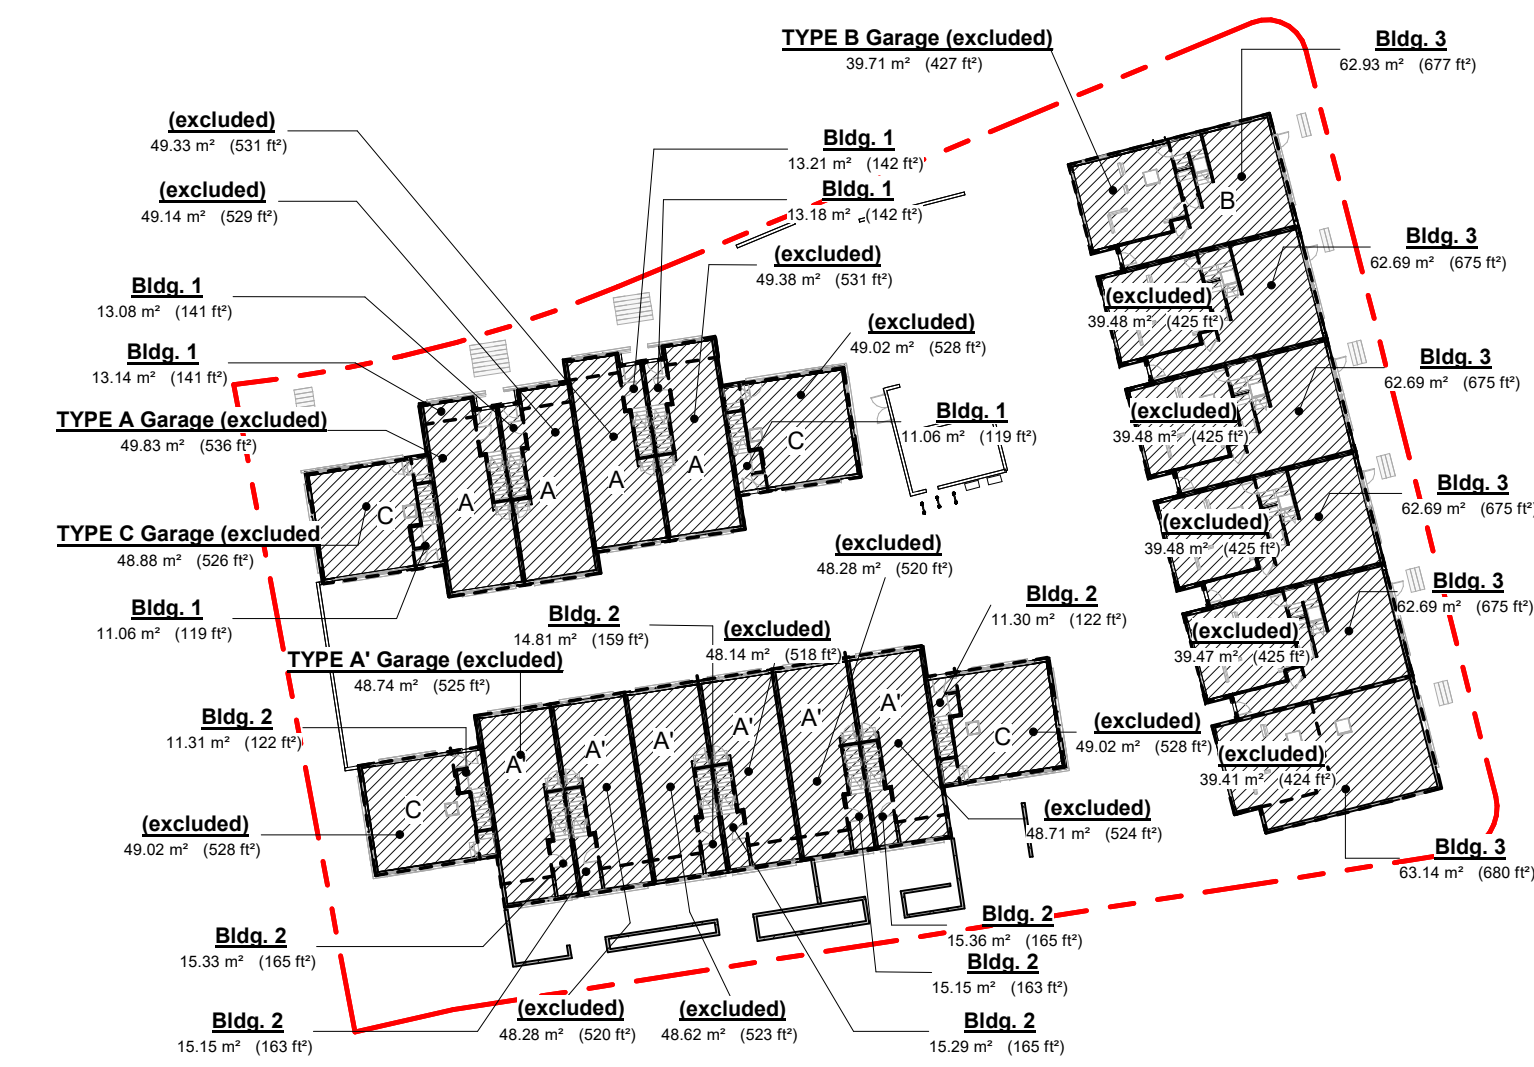 TYPE B Garage (excluded)
39.71 m² (427 ft²)
Bldg. 3
62.93 m² (677 ft²)
(excluded)
49.33 m² (531 ft²)
Bldg. 1
13.21 m² (142 ft²)
(excluded)
49.14 m² (529 ft²)
Bldg. 1
13.18 m² (142 ft²)
B
Bldg. 3
62.69 m² (675 ft²)
(excluded)
49.38 m² (531 ft²)
Bldg. 1
13.08 m² (141 ft²)
(excluded)
39.48 m² (425 ft²)
(excluded)
49.02 m² (528 ft²)
Bldg. 1
13.14 m² (141 ft²)
Bldg. 3
62.69 m² (675 ft²)
TYPE A Garage (excluded)
49.83 m² (536 ft²)
Bldg. 1
11.06 m² (119 ft²)
(excluded)
39.48 m² (425 ft²)
C
A
A
A
A
C
Bldg. 3
62.69 m² (675 ft²)
TYPE C Garage (excluded
48.88 m² (526 ft²)
(excluded)
39.48 m² (425 ft²)
(excluded)
48.28 m² (520 ft²)
Bldg. 3
62.69 m² (675 ft²)
Bldg. 1
11.06 m² (119 ft²)
Bldg. 2
14.81 m² (159 ft²)
(excluded)
48.14 m² (518 ft²)
Bldg. 2
11.30 m² (122 ft²)
(excluded)
39.47 m² (425 ft²)
TYPE A' Garage (excluded)
48.74 m² (525 ft²)
Bldg. 2
11.31 m² (122 ft²)
A'
A'
A'
A'
A'
A'
C
(excluded)
49.02 m² (528 ft²)
(excluded)
39.41 m² (424 ft²)
C
(excluded)
49.02 m² (528 ft²)
(excluded)
48.71 m² (524 ft²)
Bldg. 3
63.14 m² (680 ft²)
Bldg. 2
15.33 m² (165 ft²)
Bldg. 2
15.36 m² (165 ft²)
Bldg. 2
15.15 m² (163 ft²)
Bldg. 2
15.15 m² (163 ft²)
(excluded)
48.28 m² (520 ft²)
(excluded)
48.62 m² (523 ft²)
Bldg. 2
15.29 m² (165 ft²)